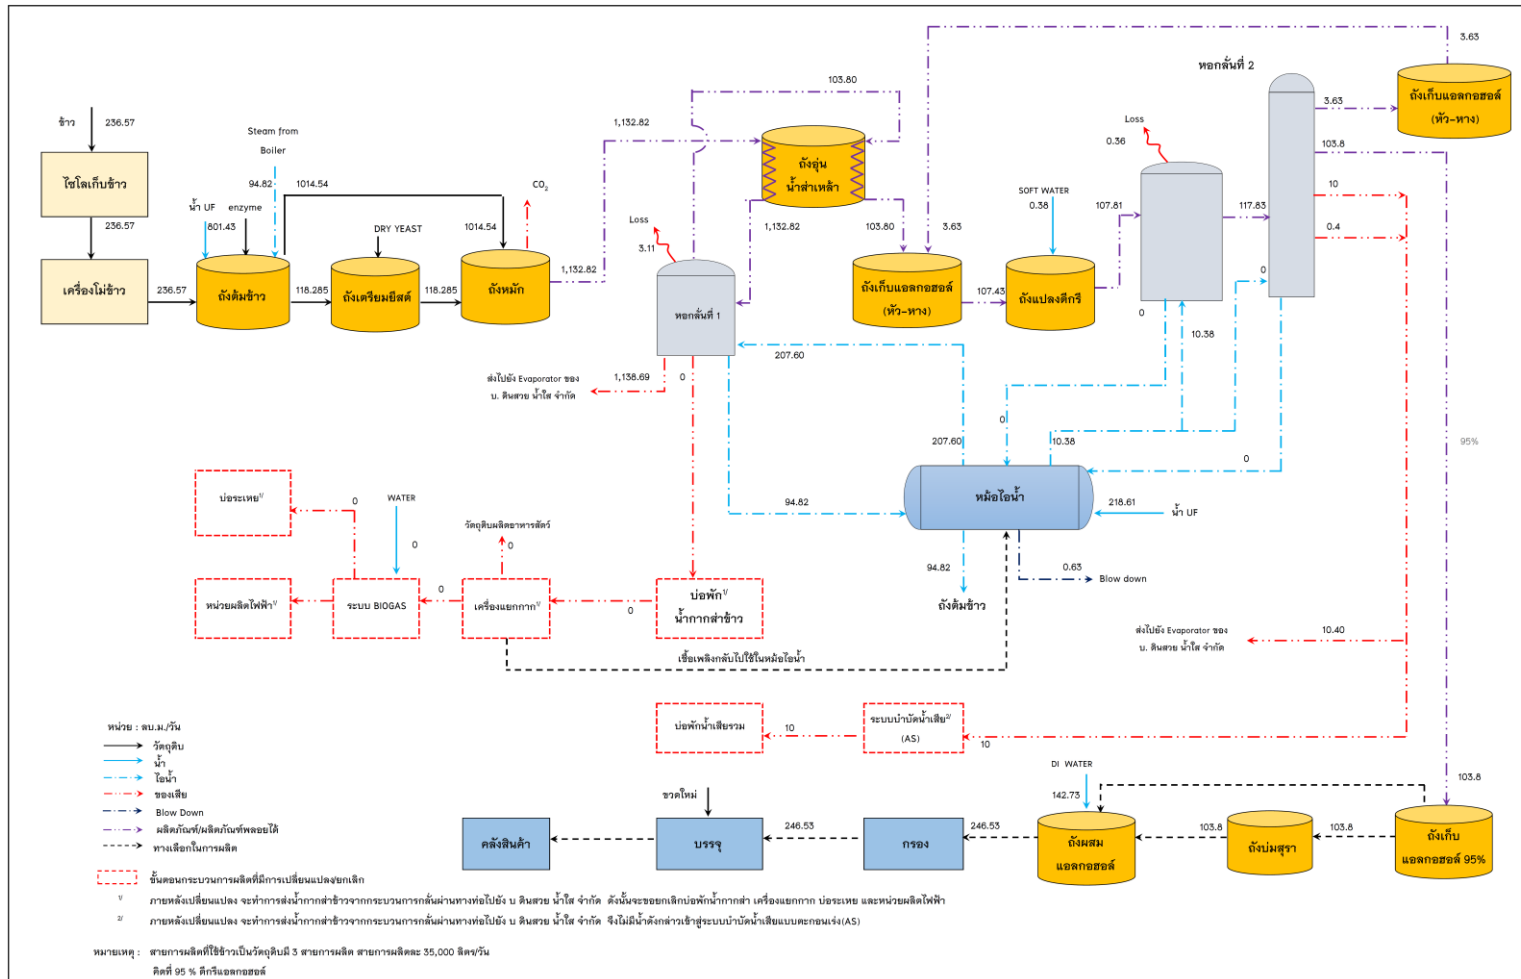 3.63
103.80
หอกลั่นที่ 2
ถังเก็บแอลกอฮอล์
(หัว-หาง)
3.63
ข้าว
236.57
Steam from
Boiler
1,132.82
Loss
0.36
103.8
ไซโลเก็บข้าว
94.82
1014.54
CO₂
ถังอุ่น
น้ำส่าเหล้า
10
น้ำ UF
enzyme
SOFT WATER
0.38
107.81
117.83
236.57
801.43
DRY YEAST
1014.54
Loss
3.11
1,132.82
103.80
3.63
0.4
เครื่องโม่ข้าว
236.57
ถังต้มข้าว
118.285
ถังเตรียมยีสต์
118.285
ถังหมัก
1,132.82
ถังเก็บแอลกอฮอล์
(หัว-หาง)
107.43
ถังแปลงดีกรี
0
หอกลั่นที่ 1
0
10.38
207.60
ส่งไปยัง Evaporator ของ
บ. ดินสวย น้ำใส จำกัด
1,138.69
0
0
207.60
10.38
95%
0
บ่อระเหย¹/
0
WATER
0
วัตถุดิบผลิตอาหารสัตว์
0
94.82
หม้อไอน้ำ
218.61
น้ำ UF
หน่วยผลิตไฟฟ้า¹/
ระบบ BIOGAS
0
เครื่องแยกกาก¹/
0
บ่อพัก¹/
น้ำกากส่าข้าว
94.82
0.63
Blow down
ถังต้มข้าว
เชื้อเพลิงกลับไปใช้ในหม้อไอน้ำ
ส่งไปยัง Evaporator ของ
บ. ดินสวย น้ำใส จำกัด
10.40
บ่อพักน้ำเสียรวม
10
ระบบบำบัดน้ำเสีย²/
(AS)
10
หน่วย : ลบ.ม./วัน
วัตถุดิบ
น้ำ
ไอน้ำ
ของเสีย
Blow Down
ผลิตภัณฑ์/ผลิตภัณฑ์พลอยได้
ทางเลือกในการผลิต
DI WATER
142.73
103.8
ขวดใหม่
คลังสินค้า
บรรจุ
246.53
กรอง
246.53
ถังผสม
แอลกอฮอล์
103.8
ถังบ่มสุรา
103.8
ถังเก็บ
แอลกอฮอล์ 95%
ขั้นตอนกระบวนการผลิตที่มีการเปลี่ยนแปลง/ยกเลิก
1/ ภายหลังเปลี่ยนแปลง จะทำการส่งน้ำกากส่าข้าวจากกระบวนการกลั่นผ่านทางท่อไปยัง บ ดินสวย น้ำใส จำกัด ดังนั้นจะขอยกเลิกบ่อพักน้ำกากส่า เครื่องแยกกาก บ่อระเหย และหน่วยผลิตไฟฟ้า
2/ ภายหลังเปลี่ยนแปลง จะทำการส่งน้ำกากส่าข้าวจากกระบวนการกลั่นผ่านทางท่อไปยัง บ ดินสวย น้ำใส จำกัด จึงไม่มีน้ำดังกล่าวเข้าสู่ระบบบำบัดน้ำเสียแบบตะกอนเร่ง(AS)
หมายเหตุ : สายการผลิตที่ใช้ข้าวเป็นวัตถุดิบมี 3 สายการผลิต สายการผลิตละ 35,000 ลิตร/วัน
คิดที่ 95 % ดีกรีแอลกอฮอล์